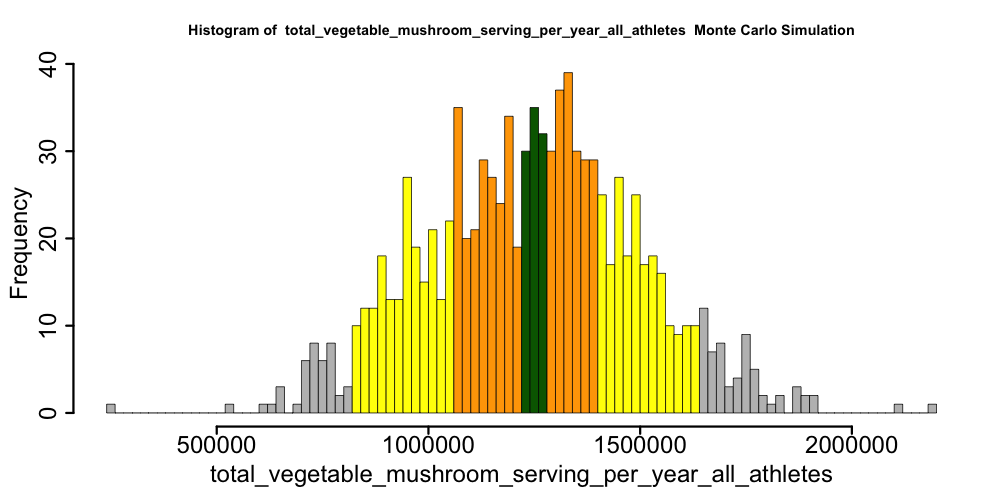 Histogram of  total_vegetable_mushroom_serving_per_year_all_athletes  Monte Carlo Simulation
Frequency
40
30
20
10
0
500000 1000000 1500000 2000000
total_vegetable_mushroom_serving_per_year_all_athletes